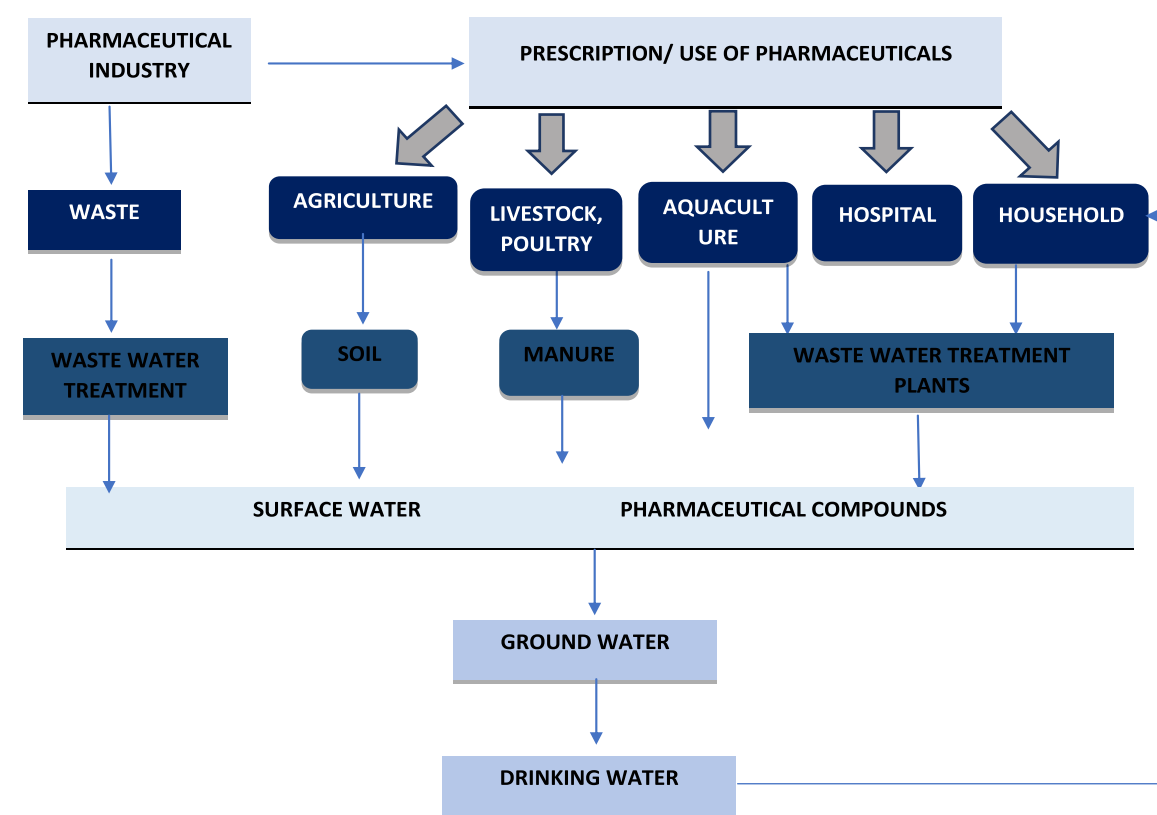 PHARMACEUTICAL
INDUSTRY
PRESCRIPTION/ USE OF PHARMACEUTICALS
WASTE
AGRICULTURE
LIVESTOCK,
POULTRY
AQUACULT
URE
HOSPITAL
HOUSEHOLD
WASTE WATER
TREATMENT
SOIL
MANURE
WASTE WATER TREATMENT
PLANTS
SURFACE WATER
PHARMACEUTICAL COMPOUNDS
GROUND WATER
DRINKING WATER